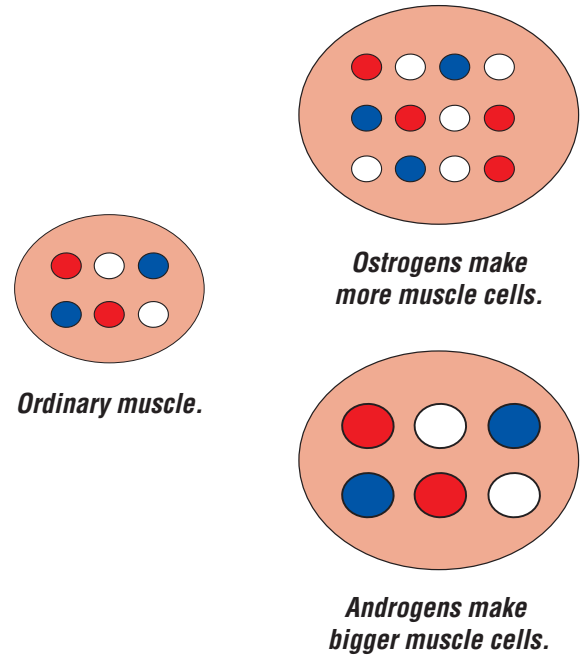 Ostrogens make
more muscle cells.
Ordinary muscle.
Androgens make
bigger muscle cells.